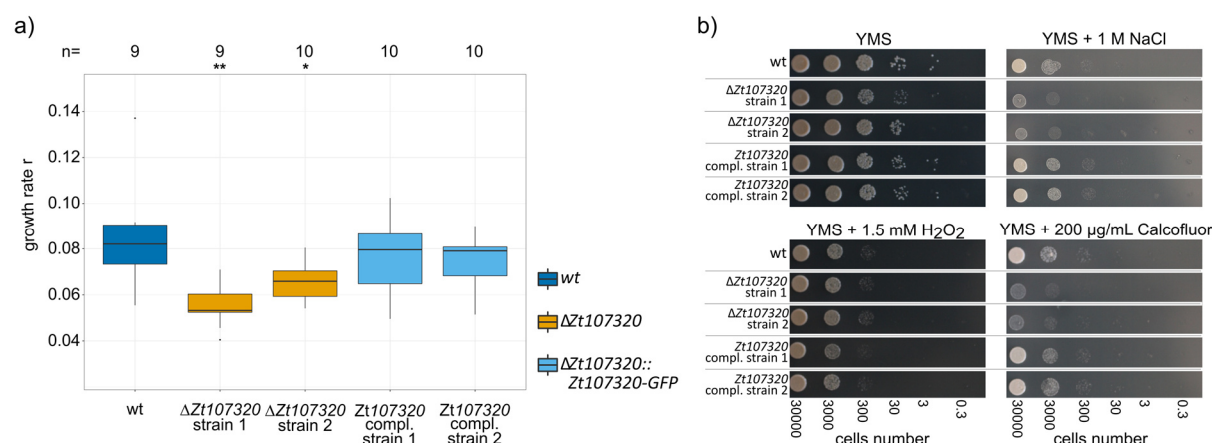 a)
n= 9 9 10 10 10
** *
0.14
0.12
0.10
0.08
0.06
0.04
growth rate r
wt
ΔZt107320
strain 1
ΔZt107320
strain 2
Zt107320
compl.
strain 1
Zt107320
compl.
strain 2
wt
ΔZt107320
ΔZt107320::
Zt107320-GFP
b)
YMS
YMS + 1 M NaCl
wt
ΔZt107320
strain 1
ΔZt107320
strain 2
Zt107320
compl. strain 1
Zt107320
compl. strain 2
YMS + 1.5 mM H₂O₂
YMS + 200 µg/mL Calcofluor
wt
ΔZt107320
strain 1
ΔZt107320
strain 2
Zt107320
compl. strain 1
Zt107320
compl. strain 2
30000 3000 300 30 3 0.3
cells number
30000 3000 300 30 3 0.3
cells number